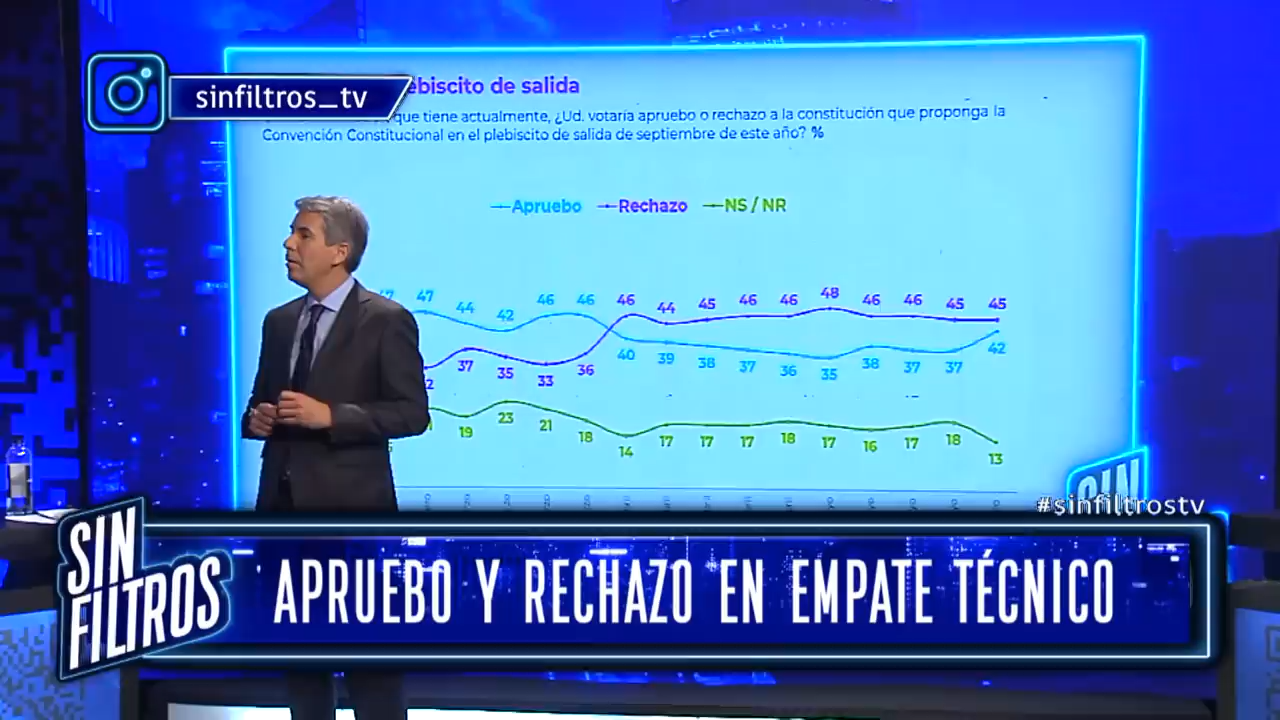 sinfiltros_tv
ebiscito de salida
que tiene actualmente, ¿Ud. votaría apruebo o rechazo a la constitución que proponga la
Convención Constitucional en el plebiscito de salida de septiembre de este año? %
Apruebo Rechazo NS / NR
47 44 42 46 46 46 44 45 46 46 48 46 46 45 45
37 35 33 36 40 39 38 37 36 35 38 37 37 42
19 23 21 18 14 17 17 17 18 17 16 17 18 13
SIN
#sinfiltrostv
SIN
FILTROS
APRUEBO Y RECHAZO EN EMPATE TÉCNICO